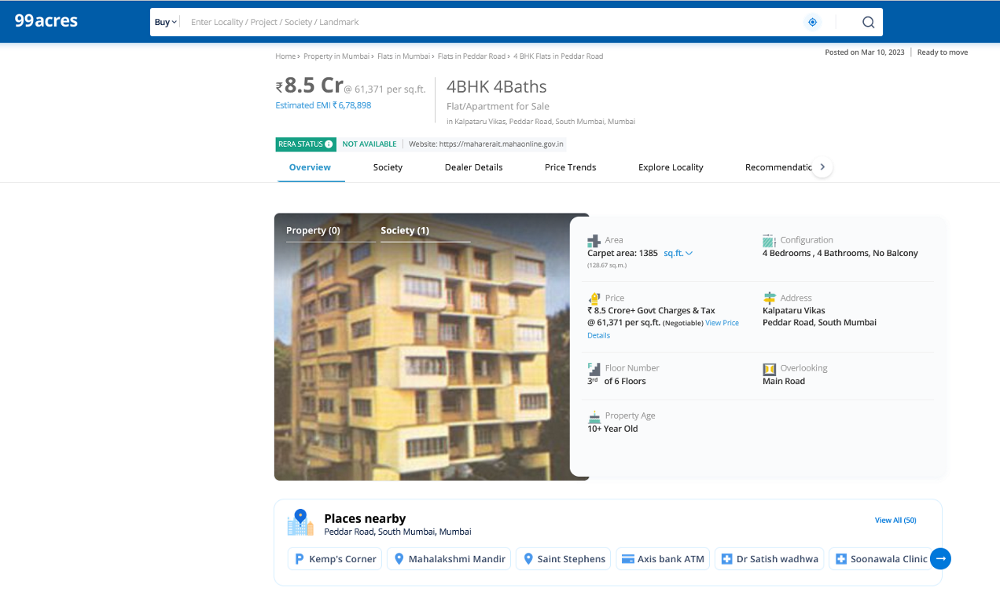 99acres
Buy
Enter Locality / Project / Society / Landmark
Home › Property in Mumbai › Flats in Mumbai › Flats in Peddar Road › 4 BHK Flats in Peddar Road
Posted on Mar 10, 2023 | Ready to move
₹8.5 Cr @ 61,371 per sq.ft.
Estimated EMI ₹ 6,78,898
4BHK 4Baths
Flat/Apartment for Sale
in Kalpataru Vikas, Peddar Road, South Mumbai, Mumbai
RERA STATUS NOT AVAILABLE | Website: https://maharerait.mahaonline.gov.in
Overview Society Dealer Details Price Trends Explore Locality Recommendatic
Property (0) Society (1)
Area
Carpet area: 1385 sq.ft.
(128.67 sq.m.)
Configuration
4 Bedrooms , 4 Bathrooms, No Balcony
Price
₹ 8.5 Crore+ Govt Charges & Tax
@ 61,371 per sq.ft. (Negotiable) View Price
Details
Address
Kalpataru Vikas
Peddar Road, South Mumbai
Floor Number
3rd of 6 Floors
Overlooking
Main Road
Property Age
10+ Year Old
Places nearby
Peddar Road, South Mumbai, Mumbai
View All (50)
Kemp's Corner Mahalakshmi Mandir Saint Stephens Axis bank ATM Dr Satish wadhwa Soonawala Clinic